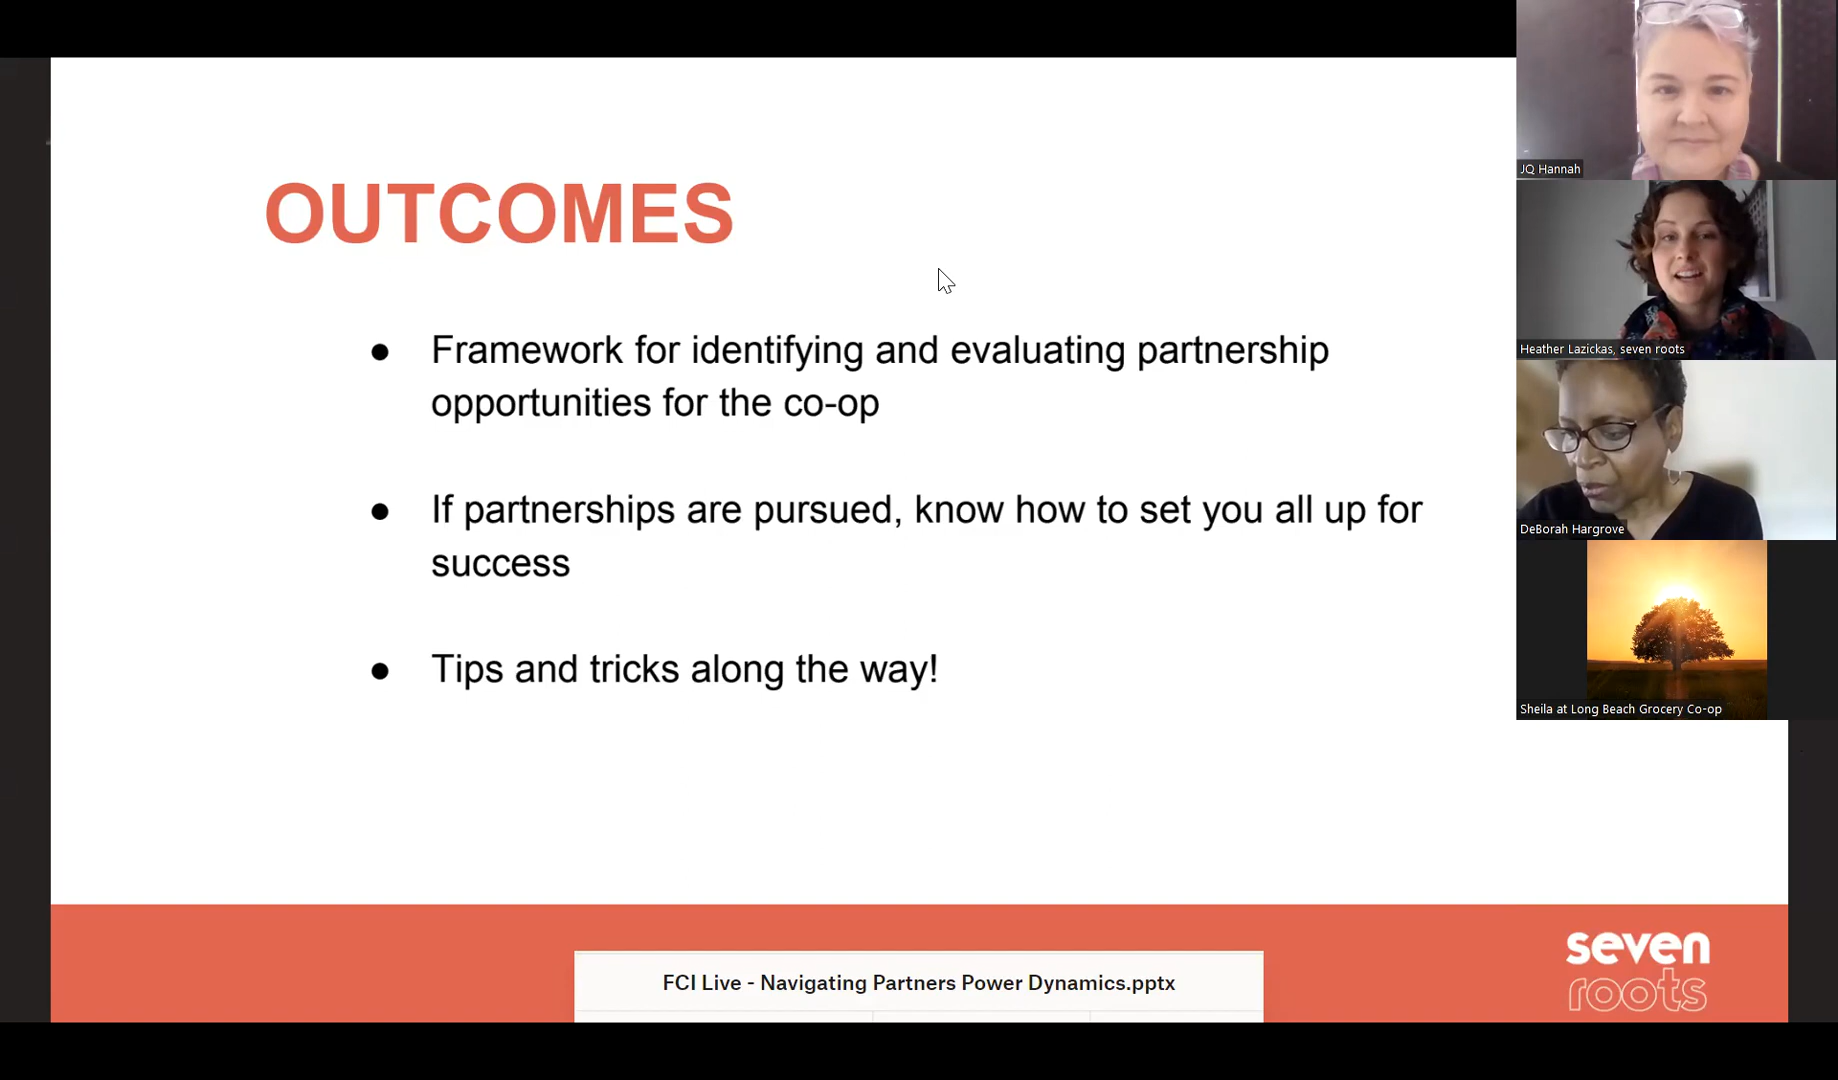 OUTCOMES
● Framework for identifying and evaluating partnership
opportunities for the co-op
● If partnerships are pursued, know how to set you all up for
success
● Tips and tricks along the way!
JQ Hannah
Heather Lazickas, seven roots
DeBorah Hargrove
Sheila at Long Beach Grocery Co-op
FCI Live - Navigating Partners Power Dynamics.pptx
seven
roots